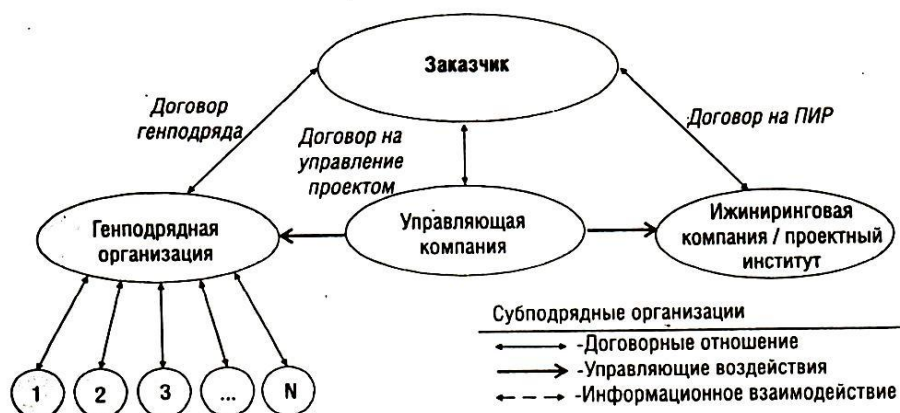 Заказчик
Договор
генподряда
Договор на
управление
проектом
Договор на ПИР
Генподрядная
организация
Управляющая
компания
Ижиниринговая
компания / проектный
институт
Субподрядные организации
-Договорные отношение
-Управляющие воздействия
-Информационное взаимодействие
1 2 3 ... N